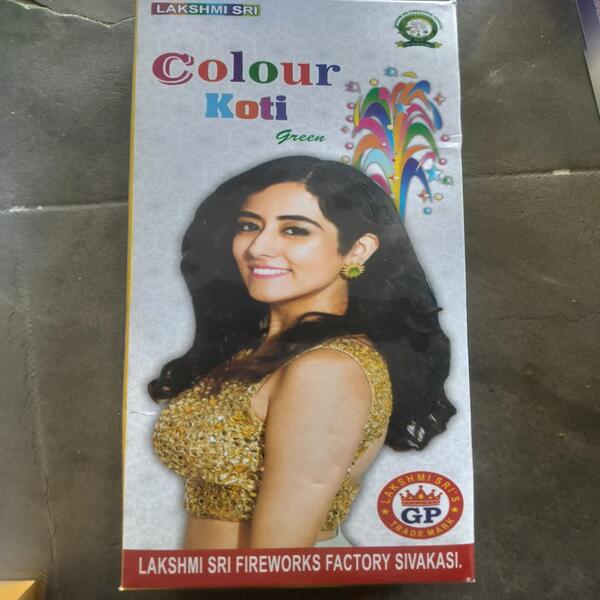 LAKSHMI SRI
Colour
Koti
Green
LAKSHMI SRI'S
GP
TRADE MARK
LAKSHMI SRI FIREWORKS FACTORY SIVAKASI.